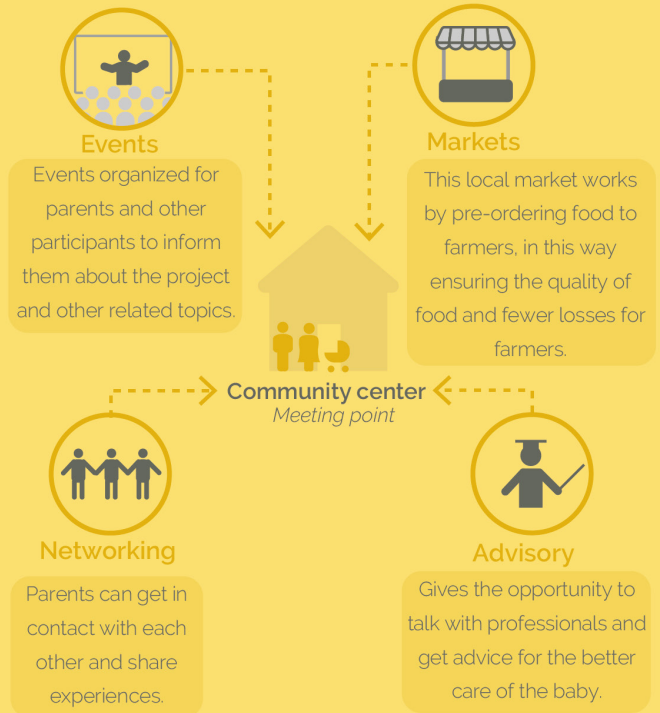 Events
Events organized for
parents and other
participants to inform
them about the project
and other related topics.
Markets
This local market works
by pre-ordering food to
farmers, in this way
ensuring the quality of
food and fewer losses for
farmers.
Community center
Meeting point
Networking
Parents can get in
contact with each
other and share
experiences.
Advisory
Gives the opportunity to
talk with professionals and
get advice for the better
care of the baby.